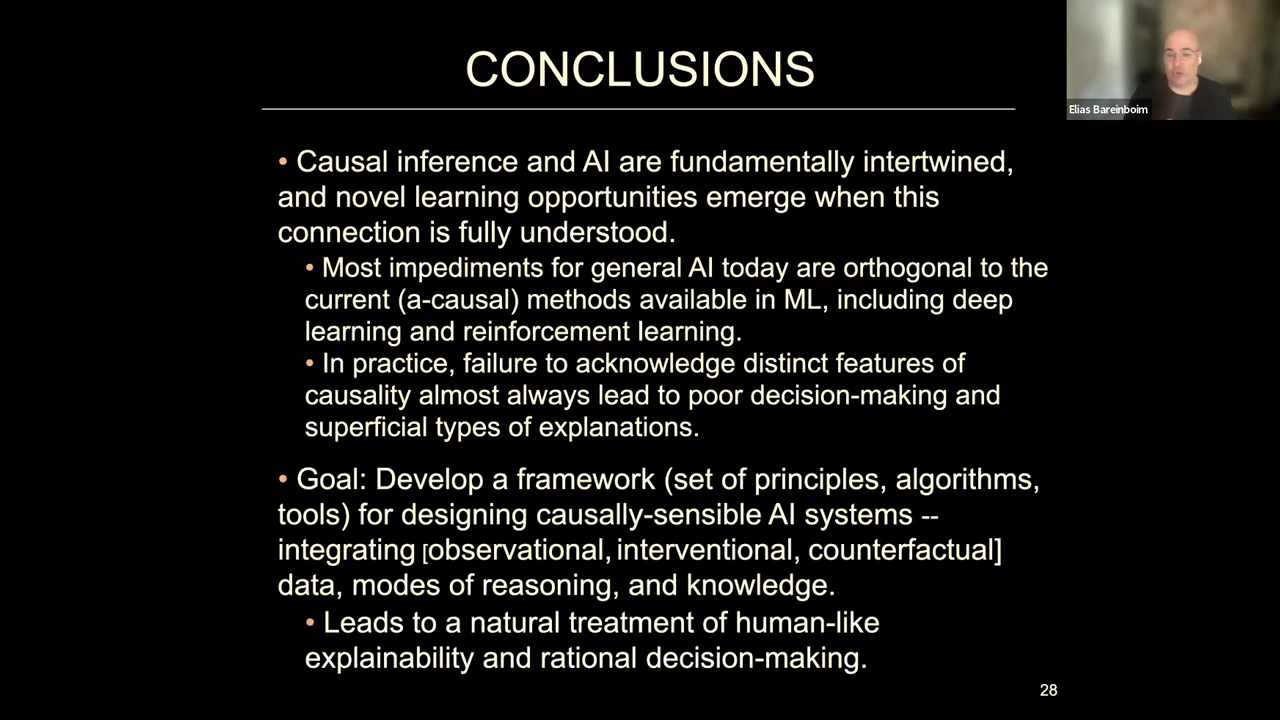 CONCLUSIONS
Elias Bareinboim
• Causal inference and AI are fundamentally intertwined,
and novel learning opportunities emerge when this
connection is fully understood.
• Most impediments for general AI today are orthogonal to the
current (a-causal) methods available in ML, including deep
learning and reinforcement learning.
• In practice, failure to acknowledge distinct features of
causality almost always lead to poor decision-making and
superficial types of explanations.
• Goal: Develop a framework (set of principles, algorithms,
tools) for designing causally-sensible AI systems --
integrating [observational, interventional, counterfactual]
data, modes of reasoning, and knowledge.
• Leads to a natural treatment of human-like
explainability and rational decision-making.
28